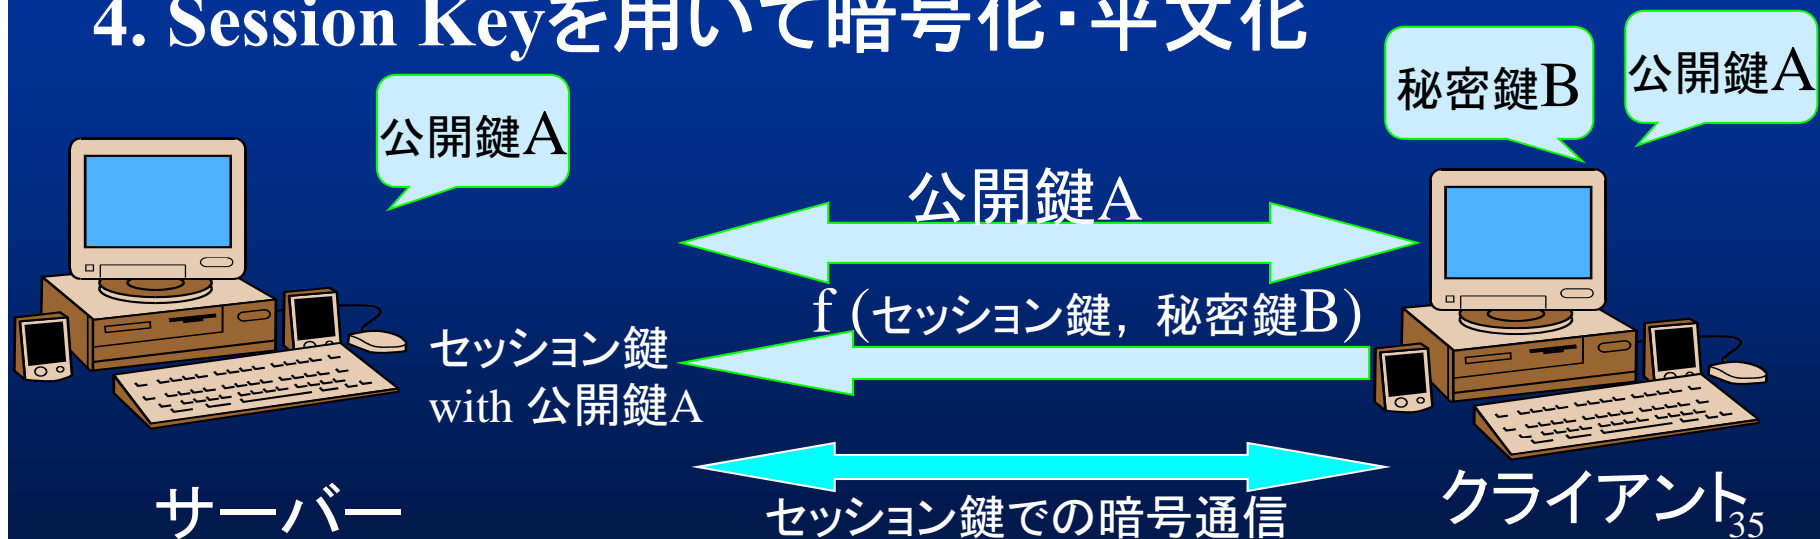 4. Session Keyを用いて暗号化・平文化
公開鍵A
秘密鍵B
公開鍵A
公開鍵A
f (セッション鍵, 秘密鍵B)
セッション鍵
with 公開鍵A
セッション鍵での暗号通信
サーバー
クライアント
35